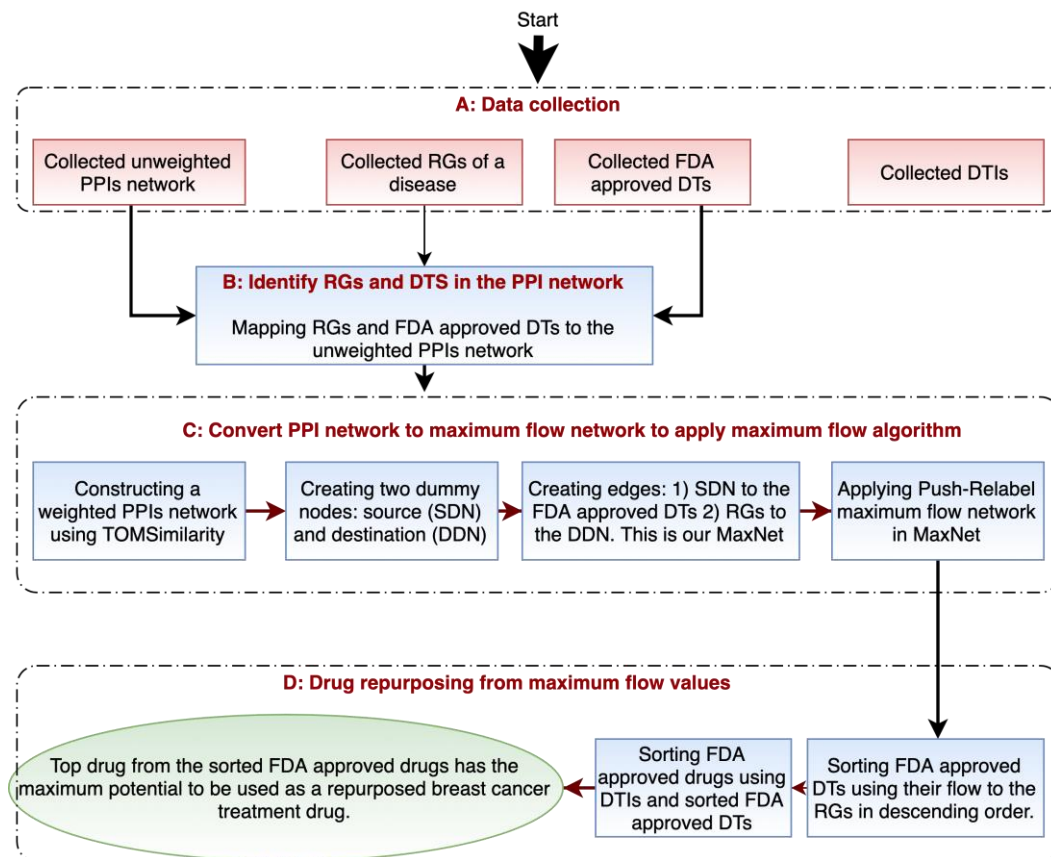 Start
A: Data collection
Collected unweighted
PPIs network
Collected RGs of a
disease
Collected FDA
approved DTs
Collected DTIs
B: Identify RGs and DTS in the PPI network
Mapping RGs and FDA approved DTs to the
unweighted PPIs network
C: Convert PPI network to maximum flow network to apply maximum flow algorithm
Constructing a
weighted PPIs network
using TOMSimilarity
Creating two dummy
nodes: source (SDN)
and destination (DDN)
Creating edges: 1) SDN to the
FDA approved DTs 2) RGs to
the DDN. This is our MaxNet
Applying Push-Relabel
maximum flow network
in MaxNet
D: Drug repurposing from maximum flow values
Top drug from the sorted FDA approved drugs has the
maximum potential to be used as a repurposed breast cancer
treatment drug.
Sorting FDA
approved drugs using
DTIs and sorted FDA
approved DTs
Sorting FDA approved
DTs using their flow to the
RGs in descending order.